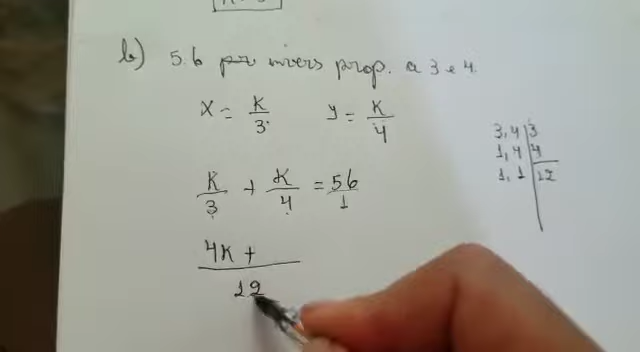 b) 56 por invers prop. a 3 e 4.
X = K/3 y = K/4
K/3 + K/4 = 56/1
4K +
12
3, 4 | 3
1, 4 | 4
1, 1 | 12